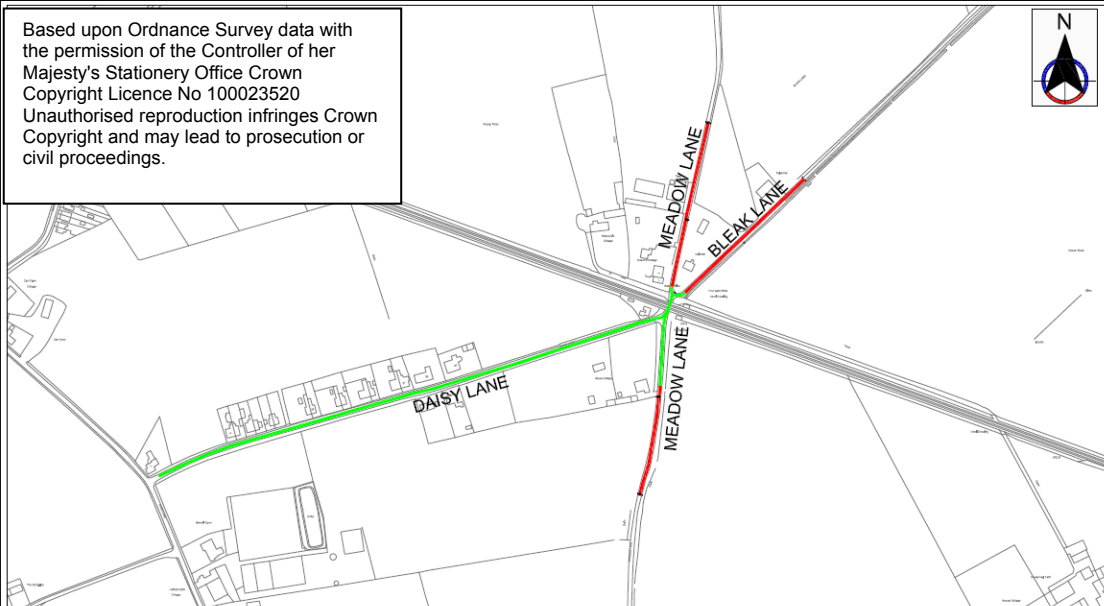 Based upon Ordnance Survey data with
the permission of the Controller of her
Majesty's Stationery Office Crown
Copyright Licence No 100023520
Unauthorised reproduction infringes Crown
Copyright and may lead to prosecution or
civil proceedings.
N
MEADOW LANE
BLEAK LANE
DAISY LANE
MEADOW LANE